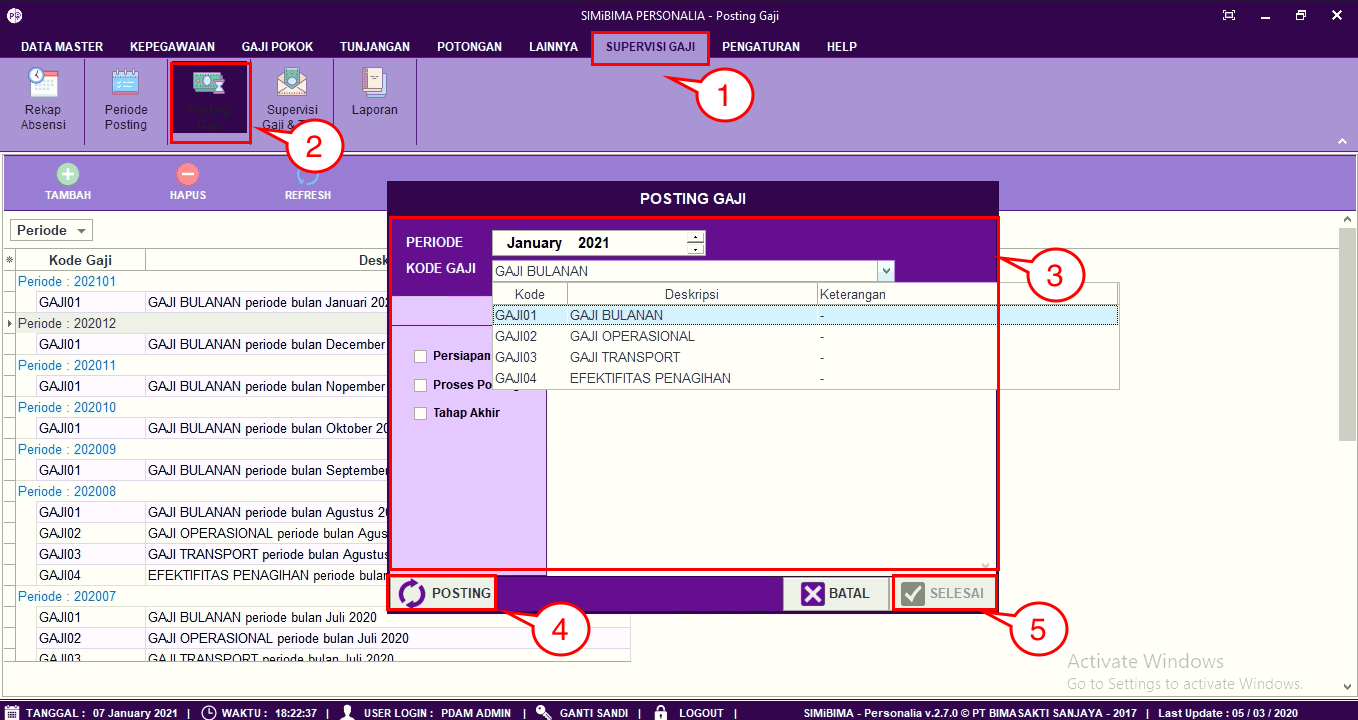 SIMiBIMA PERSONALIA - Posting Gaji
DATA MASTER KEPEGAWAIAN GAJI POKOK TUNJANGAN POTONGAN LAINNYA SUPERVISI GAJI PENGATURAN HELP
1
Rekap Absensi
Periode Posting
Posting
Supervisi Gaji &
Laporan
2
TAMBAH HAPUS REFRESH
Periode
Kode Gaji Desk
Periode : 202101
GAJI01 GAJI BULANAN periode bulan Januari 202
Periode : 202012
GAJI01 GAJI BULANAN periode bulan December
Periode : 202011
GAJI01 GAJI BULANAN periode bulan Nopember
Periode : 202010
GAJI01 GAJI BULANAN periode bulan Oktober 20
Periode : 202009
GAJI01 GAJI BULANAN periode bulan September
Periode : 202008
GAJI01 GAJI BULANAN periode bulan Agustus 20
GAJI02 GAJI OPERASIONAL periode bulan Agus
GAJI03 GAJI TRANSPORT periode bulan Agustus
GAJI04 EFEKTIFITAS PENAGIHAN periode bulan
Periode : 202007
GAJI01 GAJI BULANAN periode bulan Juli 2020
GAJI02 GAJI OPERASIONAL periode bulan Juli 2020
GAJI03 GAJI TRANSPORT periode bulan Juli 2020
POSTING GAJI
PERIODE January 2021
KODE GAJI GAJI BULANAN
3
Kode Deskripsi Keterangan
GAJI01 GAJI BULANAN -
GAJI02 GAJI OPERASIONAL -
GAJI03 GAJI TRANSPORT -
GAJI04 EFEKTIFITAS PENAGIHAN -
Persiapan
Proses Po
Tahap Akhir
POSTING BATAL SELESAI
4 5
Activate Windows
Go to Settings to activate Windows.
TANGGAL : 07 January 2021 | WAKTU : 18:22:37 | USER LOGIN : PDAM ADMIN | GANTI SANDI | LOGOUT | SIMiBIMA - Personalia v.2.7.0 © PT BIMASAKTI SANJAYA - 2017 | Last Update : 05 / 03 / 2020